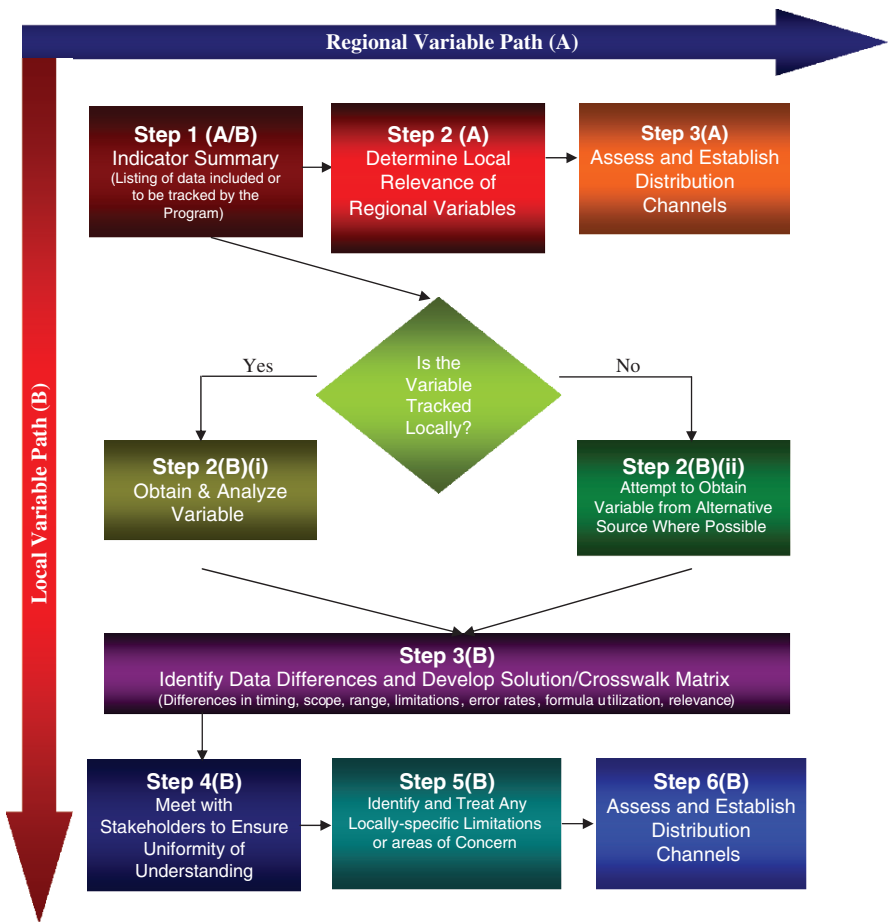 Regional Variable Path (A)
Local Variable Path (B)
Step 1 (A/B)
Indicator Summary
(Listing of data included or
to be tracked by the
Program)
Step 2 (A)
Determine Local
Relevance of
Regional Variables
Step 3(A)
Assess and Establish
Distribution
Channels
Is the
Variable
Tracked
Locally?
Yes
No
Step 2(B)(i)
Obtain & Analyze
Variable
Step 2(B)(ii)
Attempt to Obtain
Variable from Alternative
Source Where Possible
Step 3(B)
Identify Data Differences and Develop Solution/Crosswalk Matrix
(Differences in timing, scope, range, limitations, error rates, formula utilization, relevance)
Step 4(B)
Meet with
Stakeholders to Ensure
Uniformity of
Understanding
Step 5(B)
Identify and Treat Any
Locally-specific Limitations
or areas of Concern
Step 6(B)
Assess and Establish
Distribution
Channels